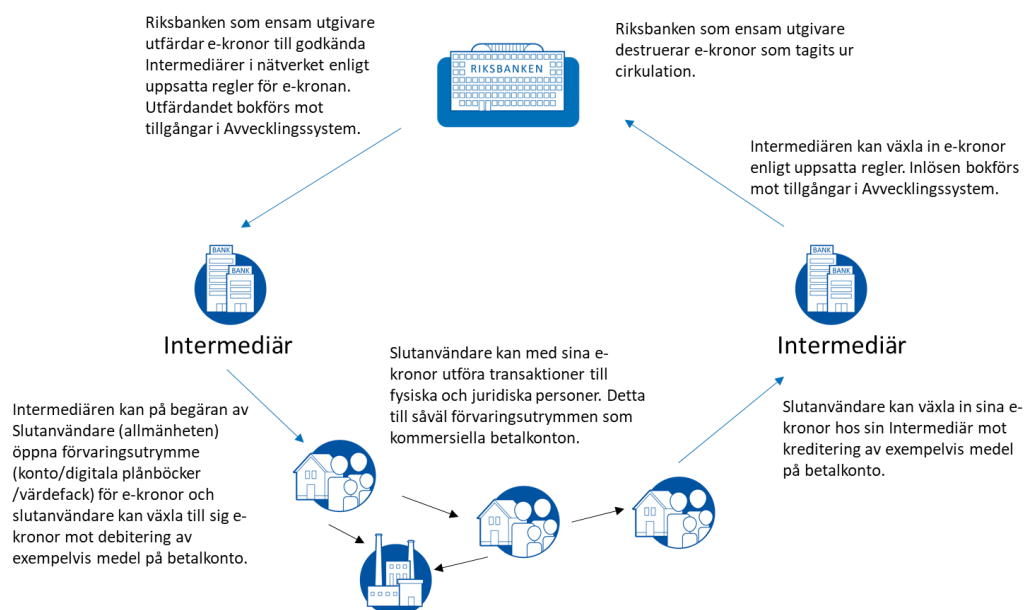 Riksbanken som ensam utgivare
utfärdar e-kronor till godkända
Intermediärer i nätverket enligt
uppsatta regler för e-kronan.
Utfärdandet bokförs mot
tillgångar i Avvecklingssystem.
RIKSBANKEN
Riksbanken som ensam utgivare
destruerar e-kronor som tagits ur
cirkulation.
Intermediären kan växla in e-kronor
enligt uppsatta regler. Inlösen bokförs
mot tillgångar i Avvecklingssystem.
BANK
BANK
Intermediär
BANK
BANK
Intermediär
Slutanvändare kan med sina e-
kronor utföra transaktioner till
fysiska och juridiska personer. Detta
till såväl förvaringsutrymmen som
kommersiella betalkonton.
Intermediären kan på begäran av
Slutanvändare (allmänheten)
öppna förvaringsutrymme
(konto/digitala plånböcker
/värdefack) för e-kronor och
slutanvändare kan växla till sig e-
kronor mot debitering av
exempelvis medel på betalkonto.
Slutanvändare kan växla in sina e-
kronor hos sin Intermediär mot
kreditering av exempelvis medel
på betalkonto.